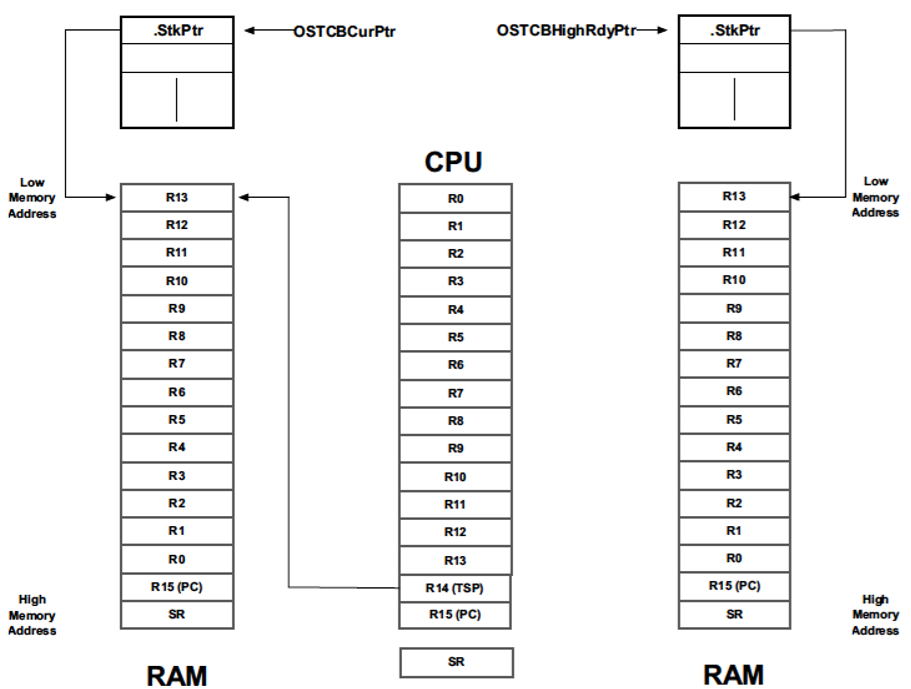 .StkPtr
OSTCBCurPtr
OSTCBHighRdyPtr
.StkPtr
CPU
Low
Memory
Address
R13
R12
R11
R10
R9
R8
R7
R6
R5
R4
R3
R2
R1
R0
R15 (PC)
SR
High
Memory
Address
RAM
R0
R1
R2
R3
R4
R5
R6
R7
R8
R9
R10
R11
R12
R13
R14 (TSP)
R15 (PC)
SR
R13
R12
R11
R10
R9
R8
R7
R6
R5
R4
R3
R2
R1
R0
R15 (PC)
SR
Low
Memory
Address
High
Memory
Address
RAM